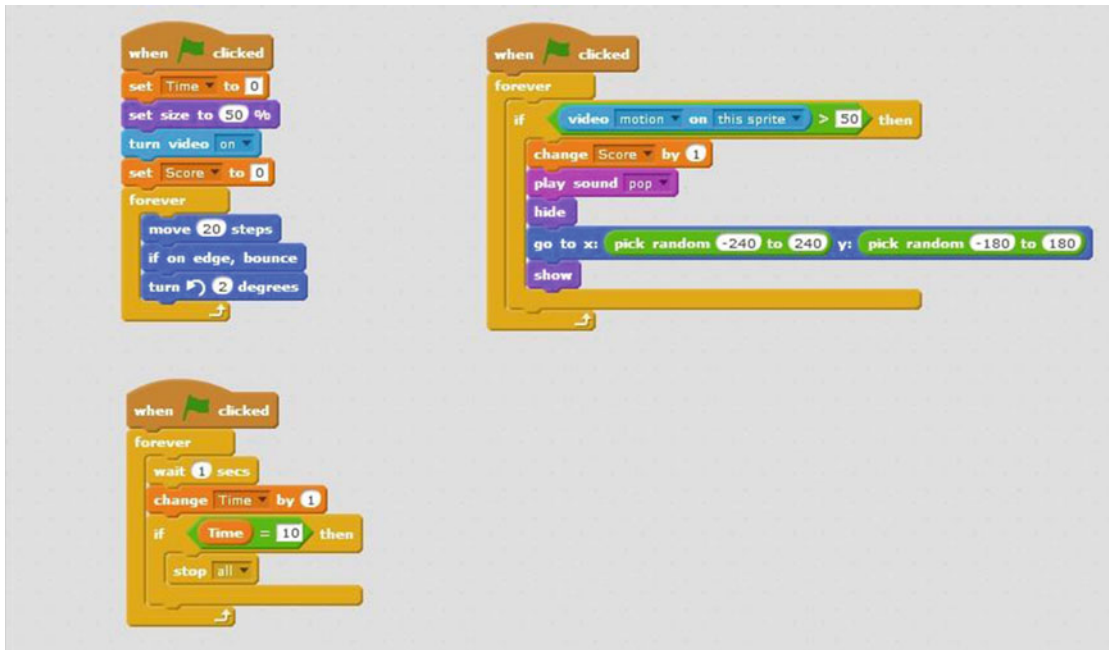 when clicked
set Time to 0
set size to 50 %
turn video on
set Score to 0
forever
move 20 steps
if on edge, bounce
turn 2 degrees
when clicked
forever
if video motion on this sprite > 50 then
change Score by 1
play sound pop
hide
go to x: pick random -240 to 240 y: pick random -180 to 180
show
when clicked
forever
wait 1 secs
change Time by 1
if Time = 10 then
stop all